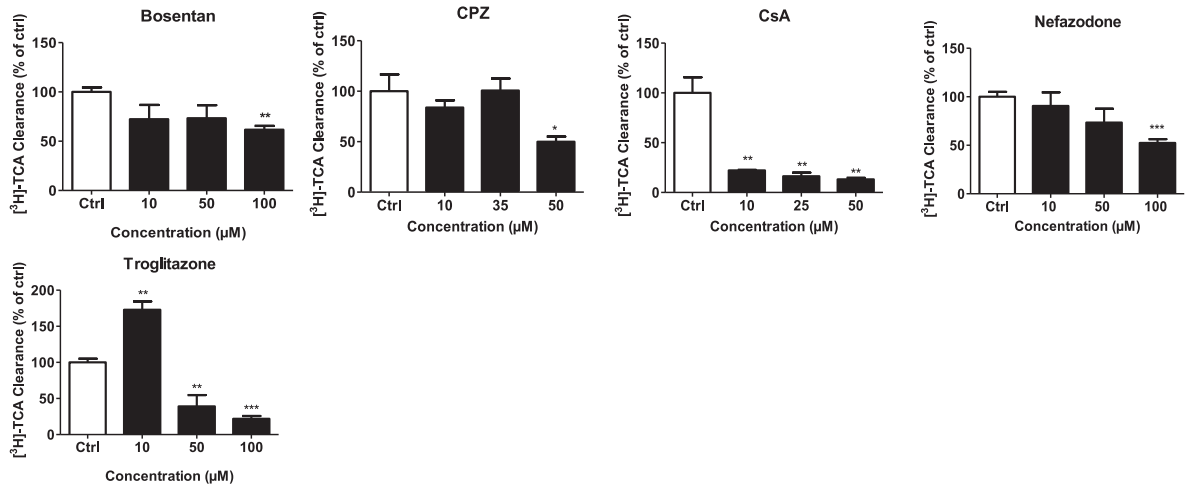 Bosentan
[³H]-TCA Clearance (% of ctrl)
150
100
50
0
**
Ctrl 10 50 100
Concentration (μM)
CPZ
[³H]-TCA Clearance (% of ctrl)
150
100
50
0
*
Ctrl 10 35 50
Concentration (μM)
CsA
[³H]-TCA Clearance (% of ctrl)
150
100
50
0
** ** **
Ctrl 10 25 50
Concentration (μM)
Nefazodone
[³H]-TCA Clearance (% of ctrl)
150
100
50
0
***
Ctrl 10 50 100
Concentration (μM)
Troglitazone
[³H]-TCA Clearance (% of ctrl)
200
150
100
50
0
** ** ***
Ctrl 10 50 100
Concentration (μM)